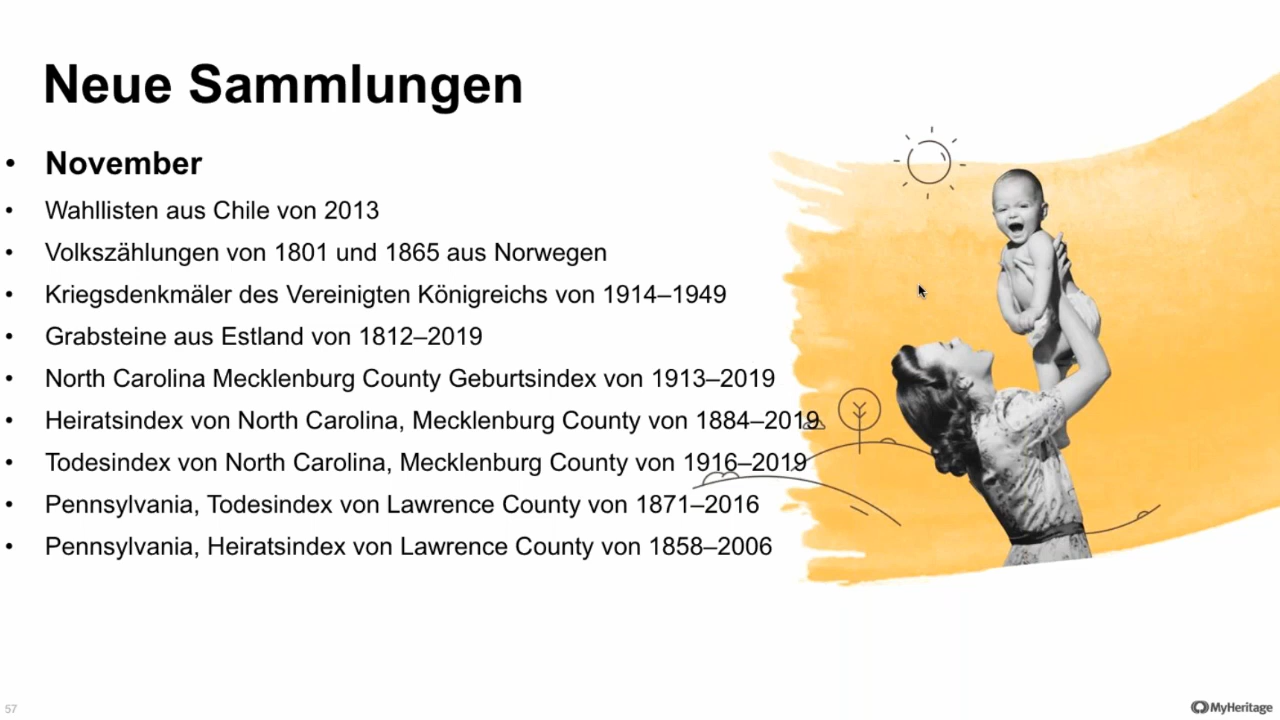 Neue Sammlungen
• November
• Wahllisten aus Chile von 2013
• Volkszählungen von 1801 und 1865 aus Norwegen
• Kriegsdenkmäler des Vereinigten Königreichs von 1914–1949
• Grabsteine aus Estland von 1812–2019
• North Carolina Mecklenburg County Geburtsindex von 1913–2019
• Heiratsindex von North Carolina, Mecklenburg County von 1884–2019
• Todesindex von North Carolina, Mecklenburg County von 1916–2019
• Pennsylvania, Todesindex von Lawrence County von 1871–2016
• Pennsylvania, Heiratsindex von Lawrence County von 1858–2006
57
MyHeritage